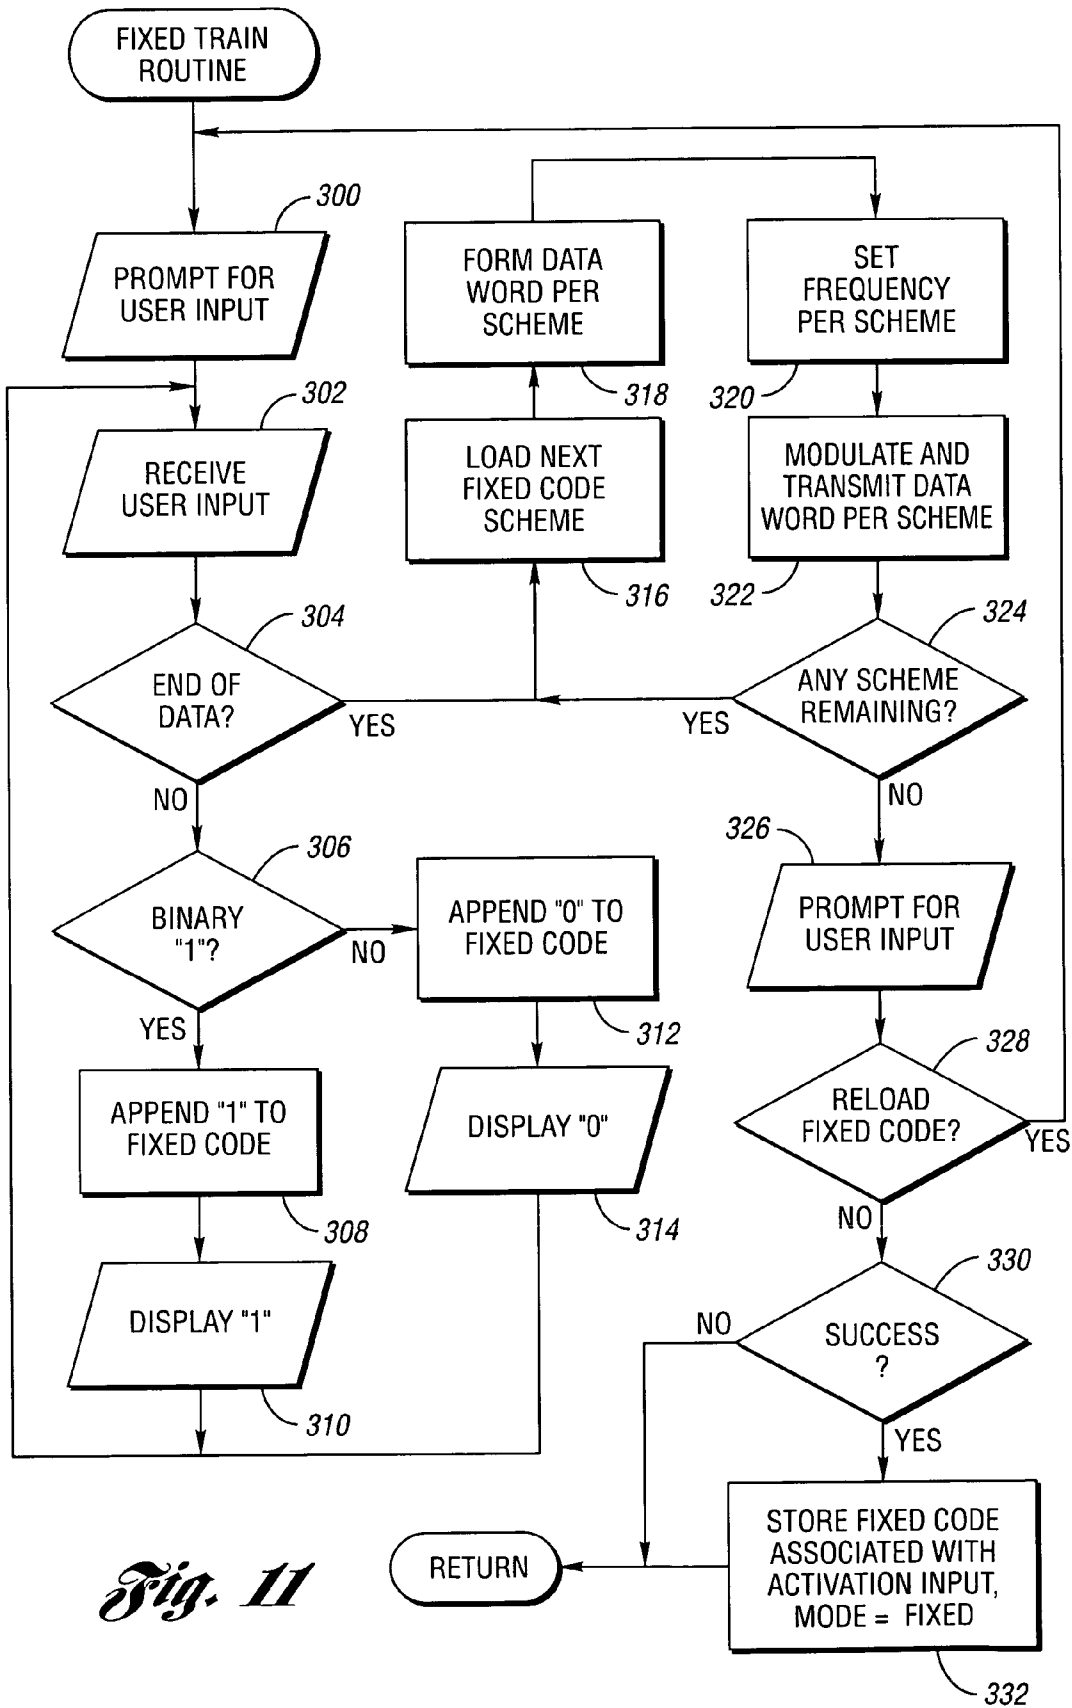 FIXED TRAIN
ROUTINE
300
PROMPT FOR
USER INPUT
302
RECEIVE
USER INPUT
304
END OF
DATA?
YES
NO
306
BINARY
"1"?
NO
YES
APPEND "1" TO
FIXED CODE
308
DISPLAY "1"
310
APPEND "0" TO
FIXED CODE
312
DISPLAY "0"
314
LOAD NEXT
FIXED CODE
SCHEME
316
FORM DATA
WORD PER
SCHEME
318
SET
FREQUENCY
PER SCHEME
320
MODULATE AND
TRANSMIT DATA
WORD PER SCHEME
322
324
ANY SCHEME
REMAINING?
YES
NO
326
PROMPT FOR
USER INPUT
328
RELOAD
FIXED CODE?
YES
NO
330
SUCCESS
?
NO
YES
STORE FIXED CODE
ASSOCIATED WITH
ACTIVATION INPUT,
MODE = FIXED
332
RETURN
Fig. 11